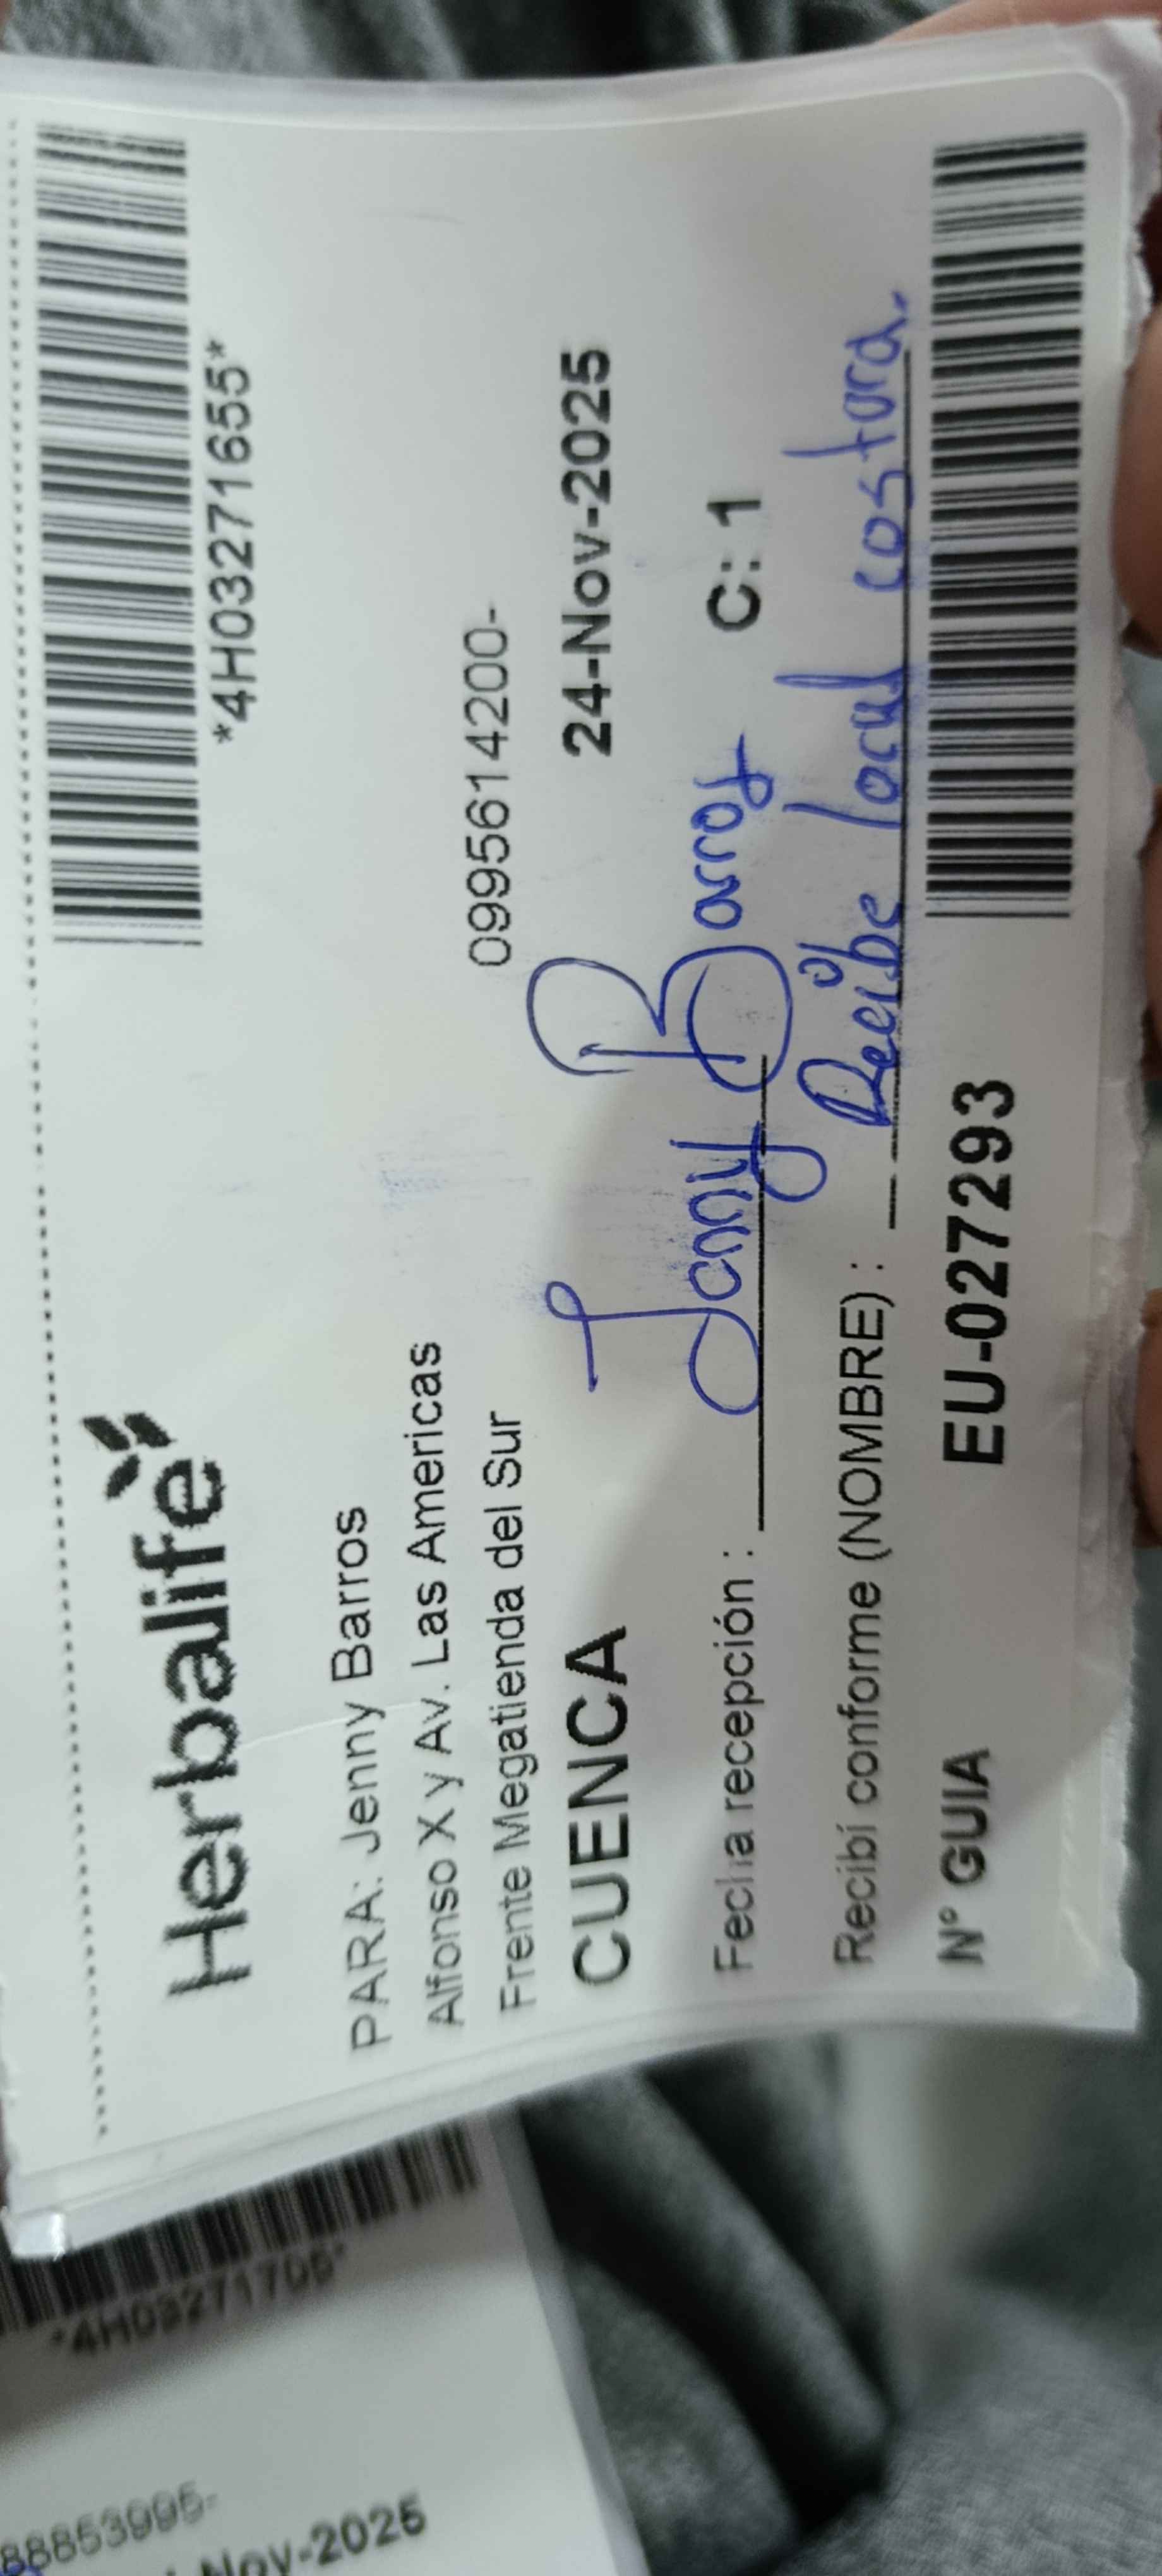 Herbalife
*4H03271655*
PARA: Jenny Barros
Alfonso X y Av. Las Americas
Frente Megatienda del Sur
0995614200-
CUENCA
24-Nov-2025
Fecha recepción :
Jenny Barros
C: 1
Recibí conforme (NOMBRE) :
Recibe local costura.
N° GUIA
EU-027293
*4H03271705*
88853995-
Nov-2025